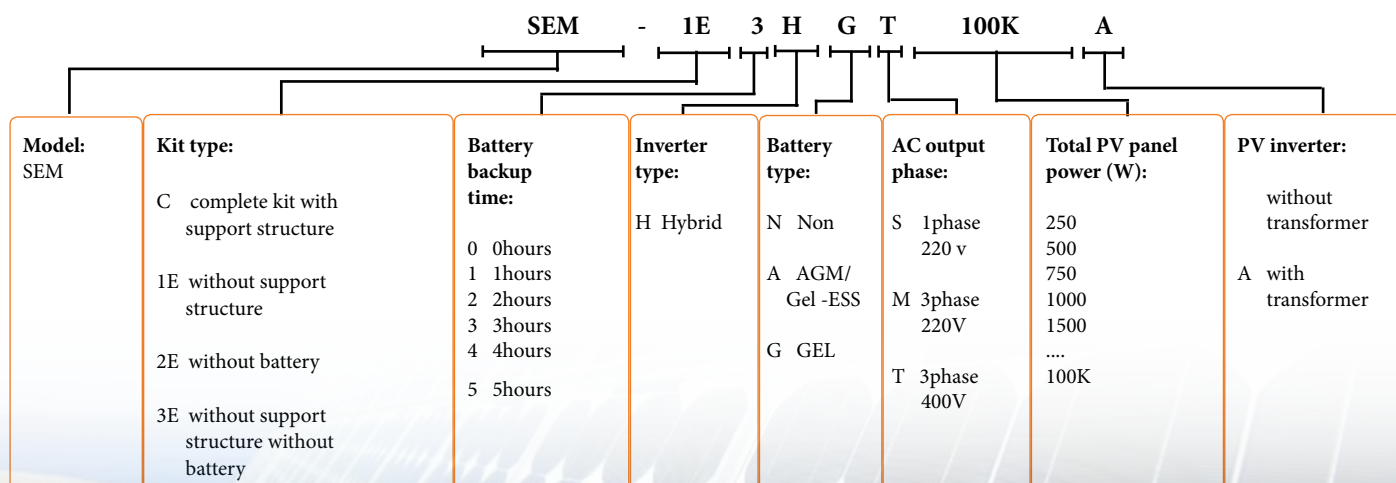 SEM - 1E 3 H G T 100K A
Model:
SEM
Kit type:
C complete kit with
support structure
1E without support
structure
2E without battery
3E without support
structure without
battery
Battery
backup
time:
0 0hours
1 1hours
2 2hours
3 3hours
4 4hours
5 5hours
Inverter
type:
H Hybrid
Battery
type:
N Non
A AGM/
Gel -ESS
G GEL
AC output
phase:
S 1phase
220 v
M 3phase
220V
T 3phase
400V
Total PV panel
power (W):
250
500
750
1000
1500
....
100K
PV inverter:
without
transformer
A with
transformer